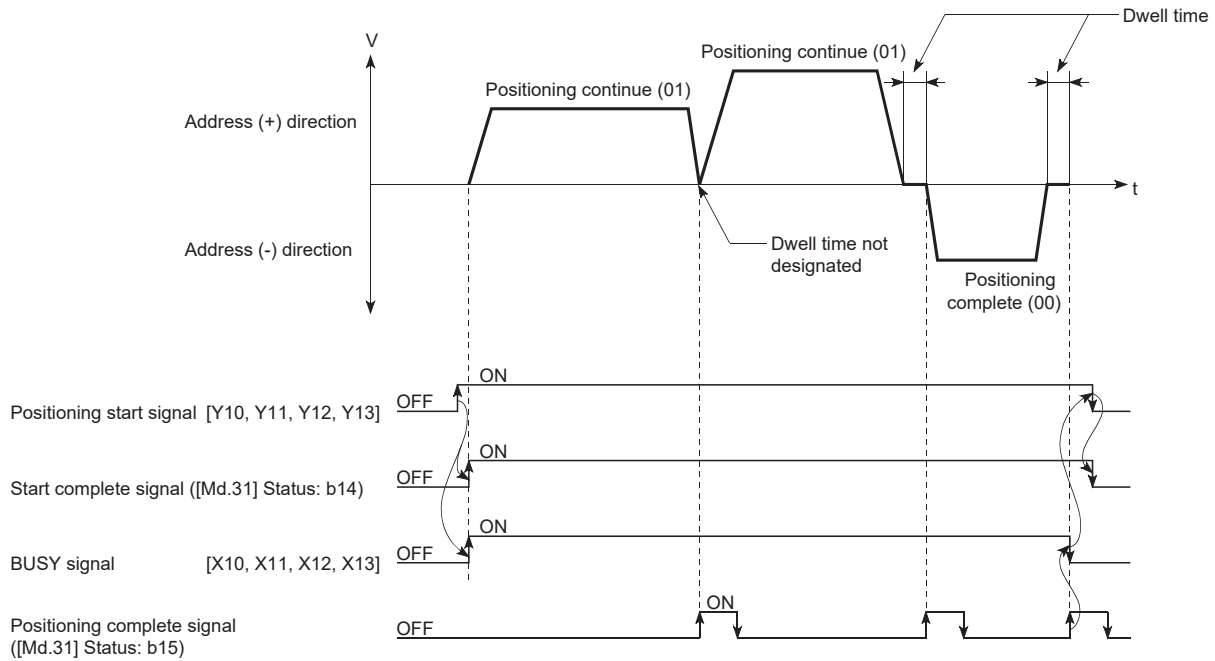 Dwell time
V
Positioning continue (01)
Positioning continue (01)
Address (+) direction
t
Address (-) direction
Dwell time not
designated
Positioning
complete (00)
ON
Positioning start signal [Y10, Y11, Y12, Y13]
OFF
ON
Start complete signal ([Md.31] Status: b14)
OFF
ON
BUSY signal [X10, X11, X12, X13]
OFF
ON
Positioning complete signal
([Md.31] Status: b15)
OFF